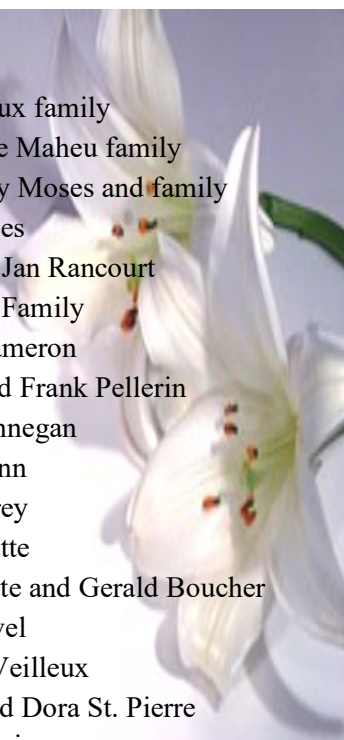 ux family
e Maheu family
y Moses and family
es
Jan Rancourt
Family
ameron
d Frank Pellerin
nnegan
nn
rey
tte
te and Gerald Boucher
vel
Veilleux
d Dora St. Pierre